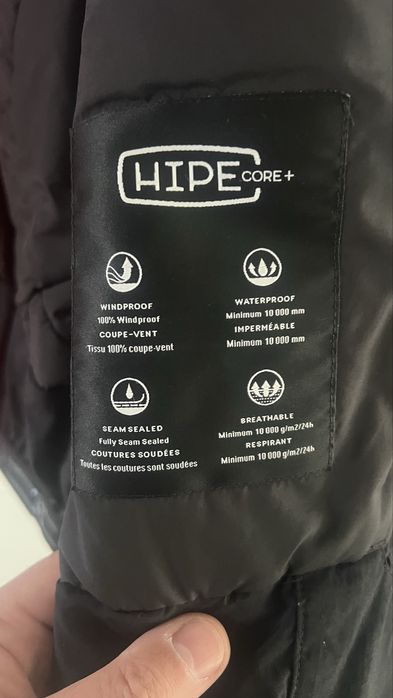 HIPE CORE+
WINDPROOF
100% Windproof
COUPE-VENT
Tissu 100% coupe-vent
WATERPROOF
Minimum 10 000 mm
IMPERMÉABLE
Minimum 10 000 mm
SEAM SEALED
Fully Seam Sealed
COUTURES SOUDÉES
Toutes les coutures sont soudées
BREATHABLE
Minimum 10 000 g/m2/24h
RESPIRANT
Minimum 10 000 g/m2/24h